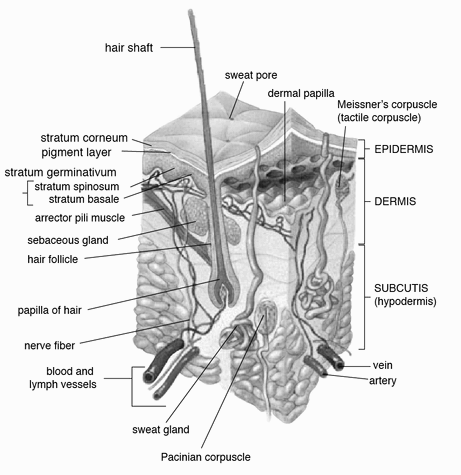 hair shaft
sweat pore
dermal papilla
Meissner's corpuscle
(tactile corpuscle)
stratum corneum
pigment layer
EPIDERMIS
stratum germinativum
stratum spinosum
stratum basale
DERMIS
arrector pili muscle
sebaceous gland
hair follicle
SUBCUTIS
(hypodermis)
papilla of hair
nerve fiber
vein
blood and
lymph vessels
artery
sweat gland
Pacinian corpuscle